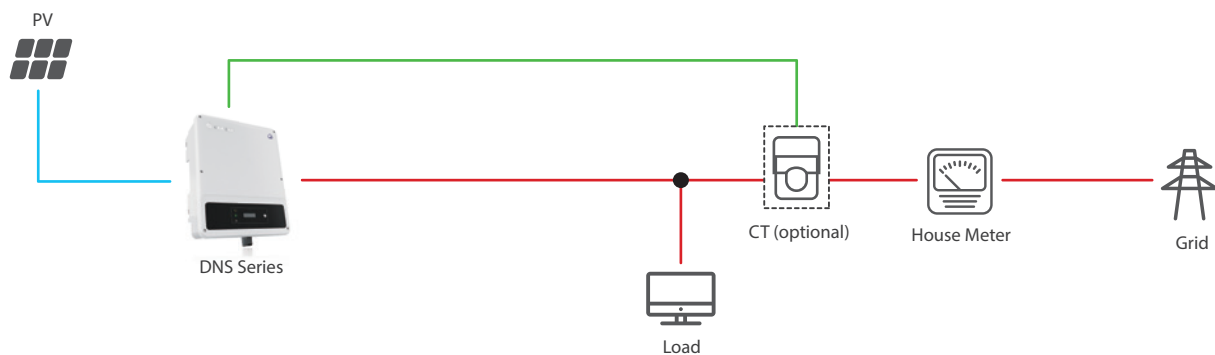 PV
DNS Series
Load
CT (optional)
House Meter
Grid